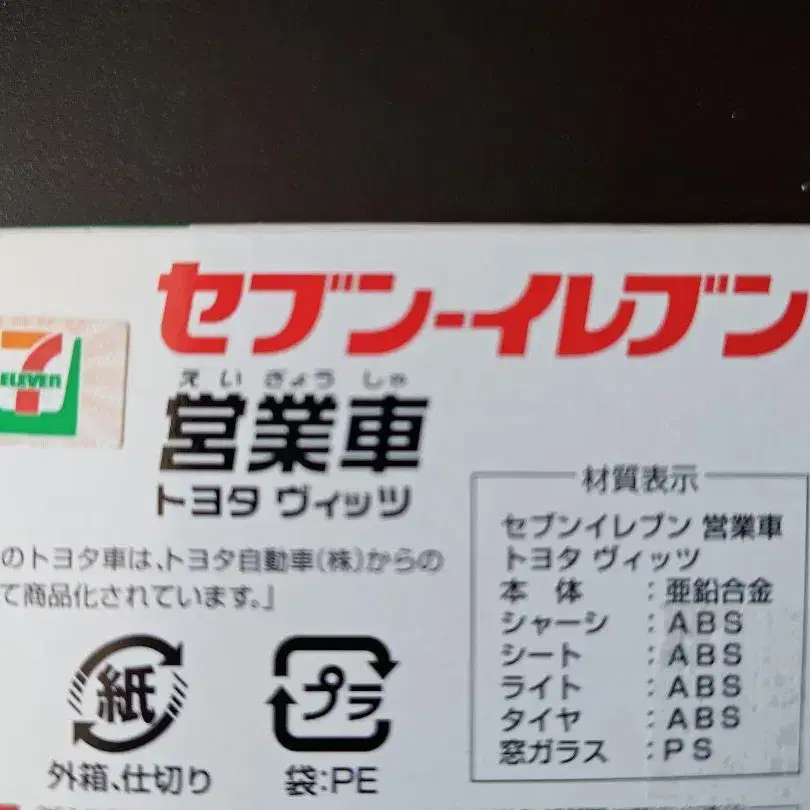 セブン-イレブン
7
ELEVEn
えいぎょうしゃ
営業車
トヨタ ヴィッツ
のトヨタ車は、トヨタ自動車(株)からの
て商品化されています。」
紙
外箱、仕切り
プラ
袋:PE
材質表示
セブンイレブン 営業車
トヨタ ヴィッツ
本 体 :亜鉛合金
シャーシ :ABS
シート :ABS
ライト :ABS
タイヤ :ABS
窓ガラス :PS